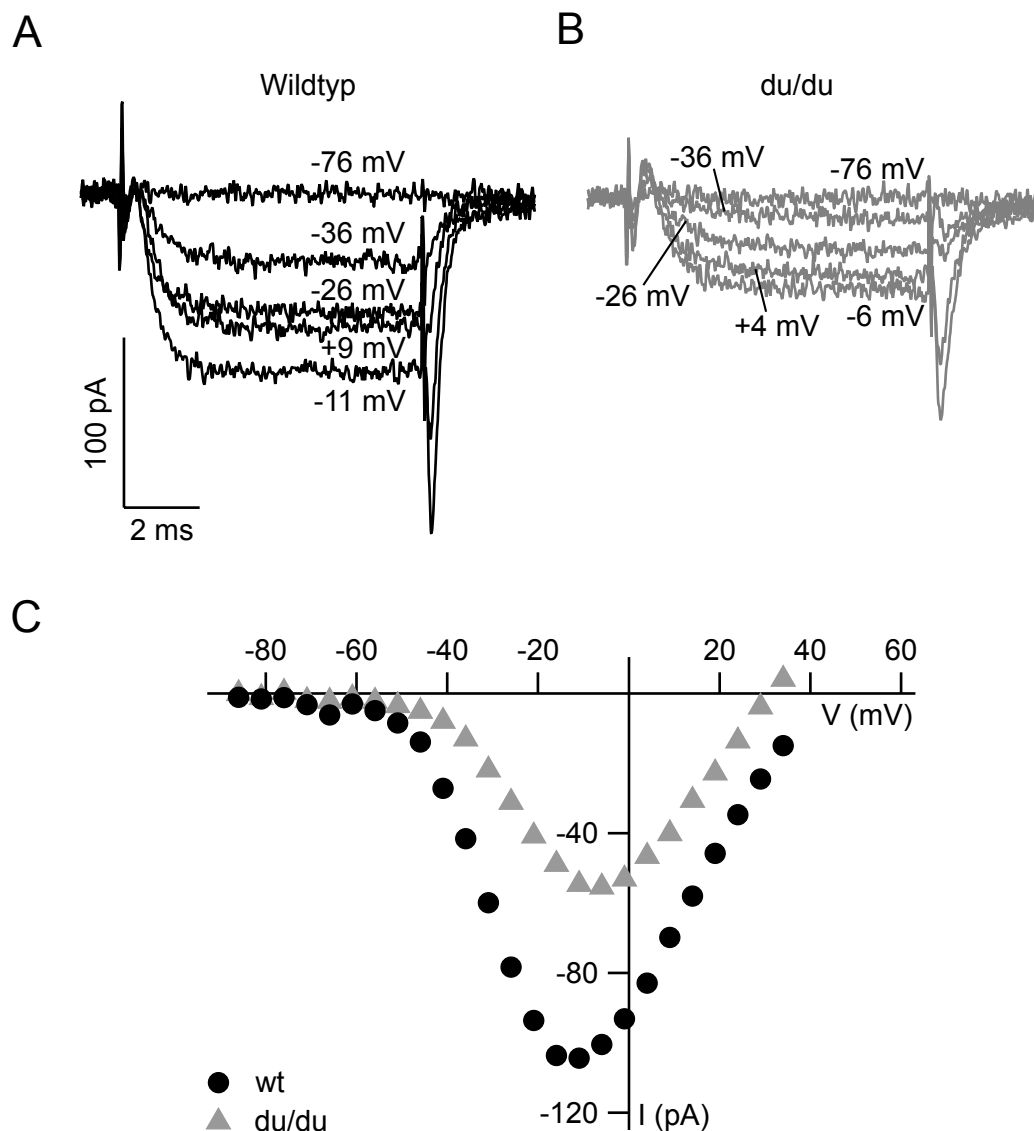 A
Wildtyp
-76 mV
-36 mV
-26 mV
+9 mV
-11 mV
100 pA
2 ms
B
du/du
-36 mV
-76 mV
-26 mV
+4 mV
-6 mV
C
-80 -60 -40 -20 20 40 60
V (mV)
-40
-80
-120
I (pA)
wt
du/du